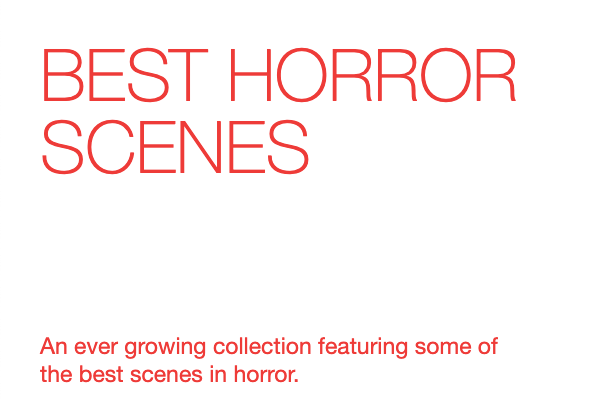 BEST HORROR
SCENES
An ever growing collection featuring some of
the best scenes in horror.